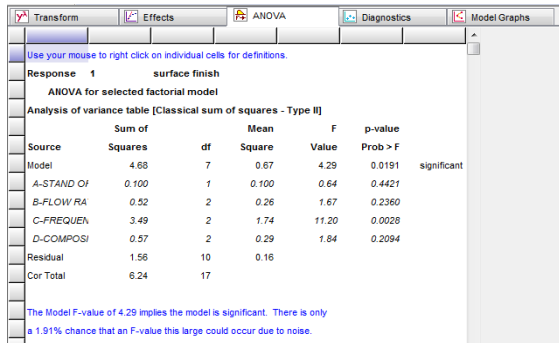 Transform Effects ANOVA Diagnostics Model Graphs
Use your mouse to right click on individual cells for definitions.
Response 1 surface finish
ANOVA for selected factorial model
Analysis of variance table [Classical sum of squares - Type II]
Sum of Mean F p-value
Source Squares df Square Value Prob > F
Model 4.68 7 0.67 4.29 0.0191 significant
A-STAND OF 0.100 1 0.100 0.64 0.4421
B-FLOW RA 0.52 2 0.26 1.67 0.2360
C-FREQUEN 3.49 2 1.74 11.20 0.0028
D-COMPOSI 0.57 2 0.29 1.84 0.2094
Residual 1.56 10 0.16
Cor Total 6.24 17
The Model F-value of 4.29 implies the model is significant. There is only
a 1.91% chance that an F-value this large could occur due to noise.